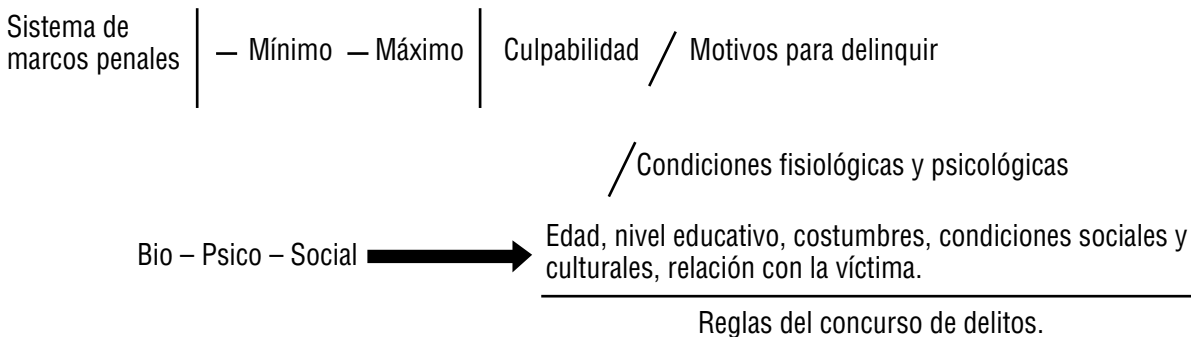 Sistema de
marcos penales
– Mínimo – Máximo
Culpabilidad / Motivos para delinquir
/ Condiciones fisiológicas y psicológicas
Bio – Psico – Social
Edad, nivel educativo, costumbres, condiciones sociales y
culturales, relación con la víctima.
Reglas del concurso de delitos.